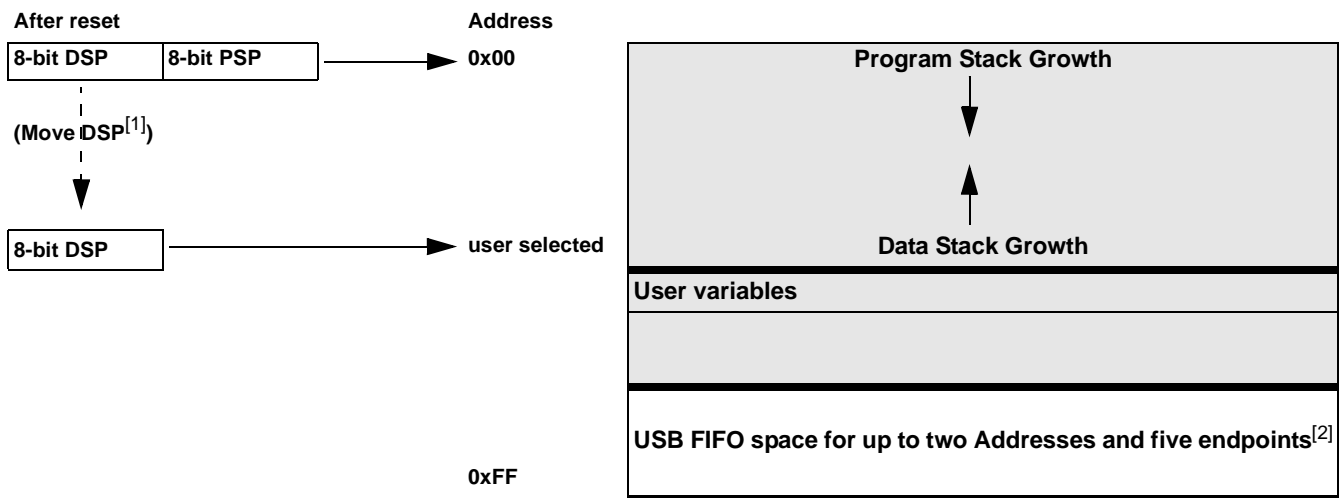 After reset
Address
8-bit DSP
8-bit PSP
0x00
Program Stack Growth
(Move DSP[1])
8-bit DSP
user selected
Data Stack Growth
User variables
USB FIFO space for up to two Addresses and five endpoints[2]
0xFF